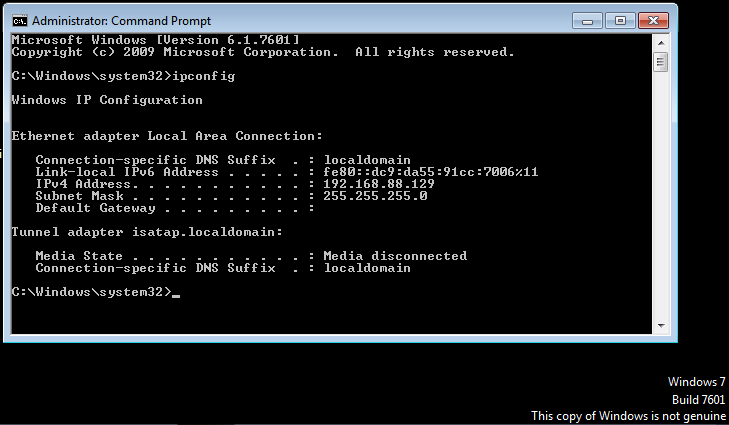 Administrator: Command Prompt
Microsoft Windows [Version 6.1.7601]
Copyright (c) 2009 Microsoft Corporation.  All rights reserved.
C:\Windows\system32>ipconfig
Windows IP Configuration
Ethernet adapter Local Area Connection:
   Connection-specific DNS Suffix  . : localdomain
   Link-local IPv6 Address . . . . . : fe80::dc9:da55:91cc:7006%11
   IPv4 Address. . . . . . . . . . . : 192.168.88.129
   Subnet Mask . . . . . . . . . . . : 255.255.255.0
   Default Gateway . . . . . . . . . :
Tunnel adapter isatap.localdomain:
   Media State . . . . . . . . . . . : Media disconnected
   Connection-specific DNS Suffix  . : localdomain
C:\Windows\system32>_
Windows 7
Build 7601
This copy of Windows is not genuine